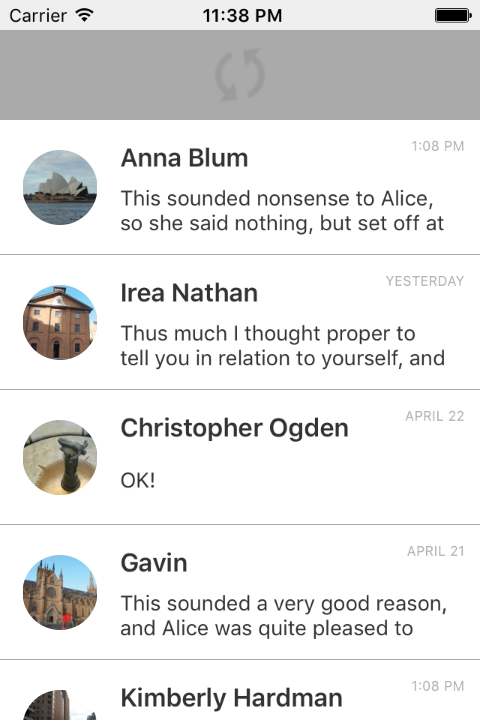 Carrier 11:38 PM
1:08 PM
Anna Blum
This sounded nonsense to Alice,
so she said nothing, but set off at
YESTERDAY
Irea Nathan
Thus much I thought proper to
tell you in relation to yourself, and
APRIL 22
Christopher Ogden
OK!
APRIL 21
Gavin
This sounded a very good reason,
and Alice was quite pleased to
1:08 PM
Kimberly Hardman